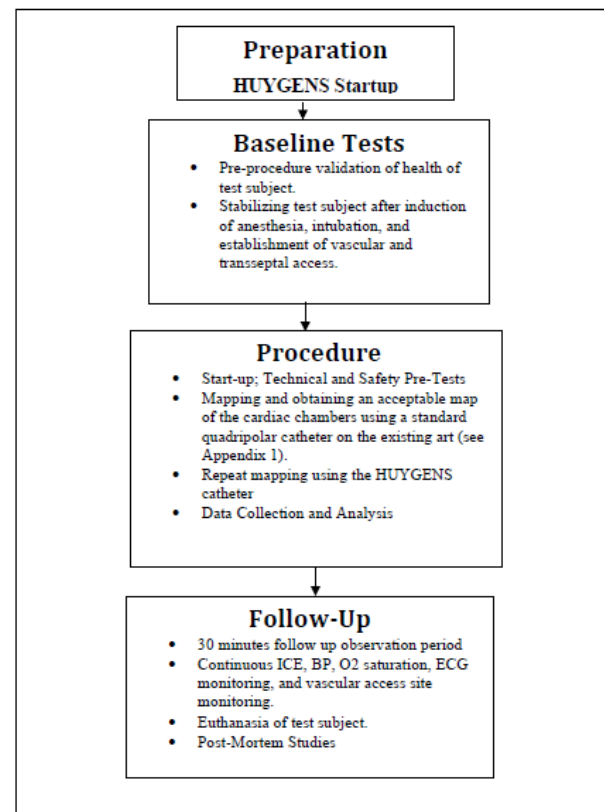 Preparation
HUYGENS Startup
Baseline Tests
• Pre-procedure validation of health of
test subject.
• Stabilizing test subject after induction
of anesthesia, intubation, and
establishment of vascular and
transseptal access.
Procedure
• Start-up; Technical and Safety Pre-Tests
• Mapping and obtaining an acceptable map
of the cardiac chambers using a standard
quadripolar catheter on the existing art (see
Appendix 1).
• Repeat mapping using the HUYGENS
catheter
• Data Collection and Analysis
Follow-Up
• 30 minutes follow up observation period
• Continuous ICE, BP, O2 saturation, ECG
monitoring, and vascular access site
monitoring.
• Euthanasia of test subject.
• Post-Mortem Studies